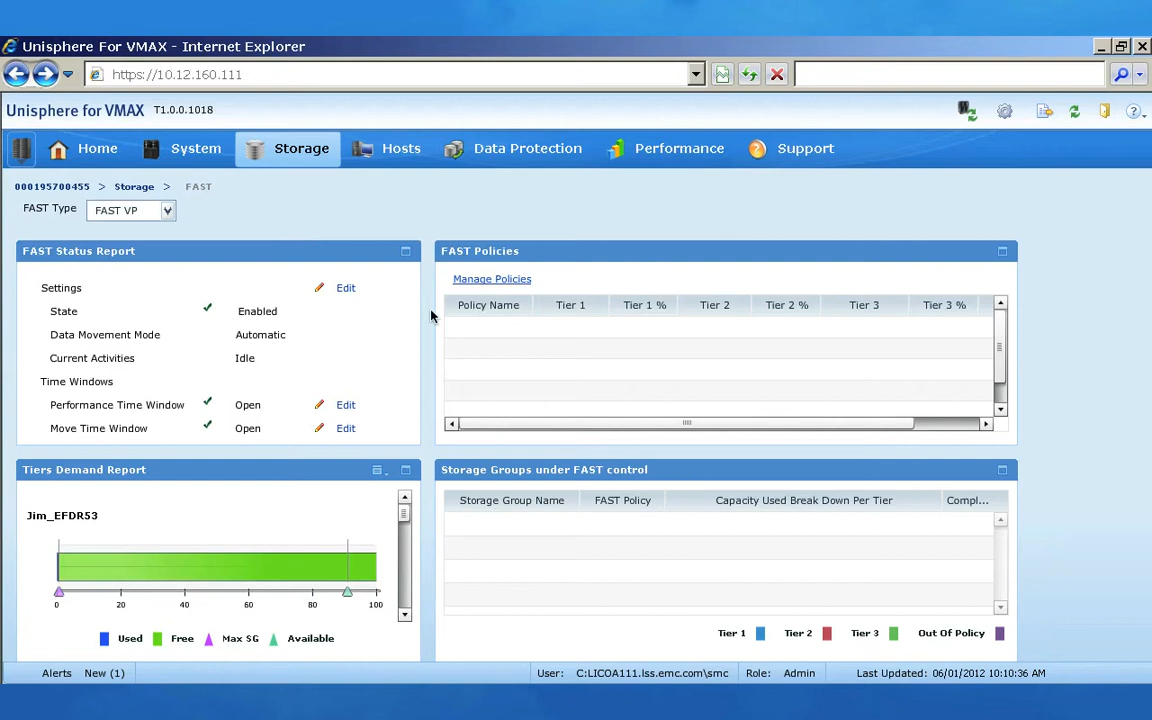 Unisphere For VMAX - Internet Explorer
https://10.12.160.111
Unisphere for VMAX T1.0.0.1018
Home System Storage Hosts Data Protection Performance Support
000195700455 > Storage > FAST
FAST Type FAST VP
FAST Status Report
Settings Edit
State Enabled
Data Movement Mode Automatic
Current Activities Idle
Time Windows
Performance Time Window Open Edit
Move Time Window Open Edit
FAST Policies
Manage Policies
Policy Name Tier 1 Tier 1 % Tier 2 Tier 2 % Tier 3 Tier 3 %
Tiers Demand Report
Jim_EFDR53
0 20 40 60 80 100
Used Free Max SG Available
Storage Groups under FAST control
Storage Group Name FAST Policy Capacity Used Break Down Per Tier Compl...
Tier 1 Tier 2 Tier 3 Out Of Policy
Alerts New (1) User: C:LICOA111.lss.emc.com\smc Role: Admin Last Updated: 06/01/2012 10:10:36 AM